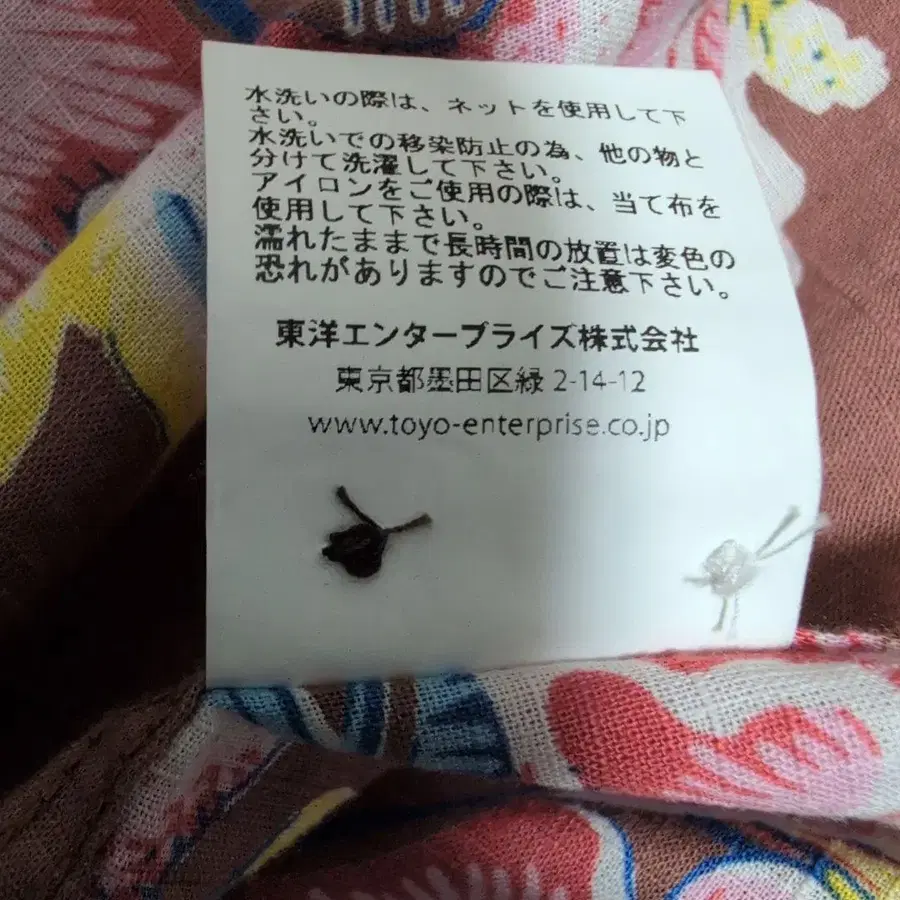 水洗いの際は、ネットを使用して下
さい。
水洗いでの移染防止の為、他の物と
分けて洗濯して下さい。
アイロンをご使用の際は、当て布を
使用して下さい。
濡れたままで長時間の放置は変色の
恐れがありますのでご注意下さい。
東洋エンタープライズ株式会社
東京都墨田区緑 2-14-12
www.toyo-enterprise.co.jp